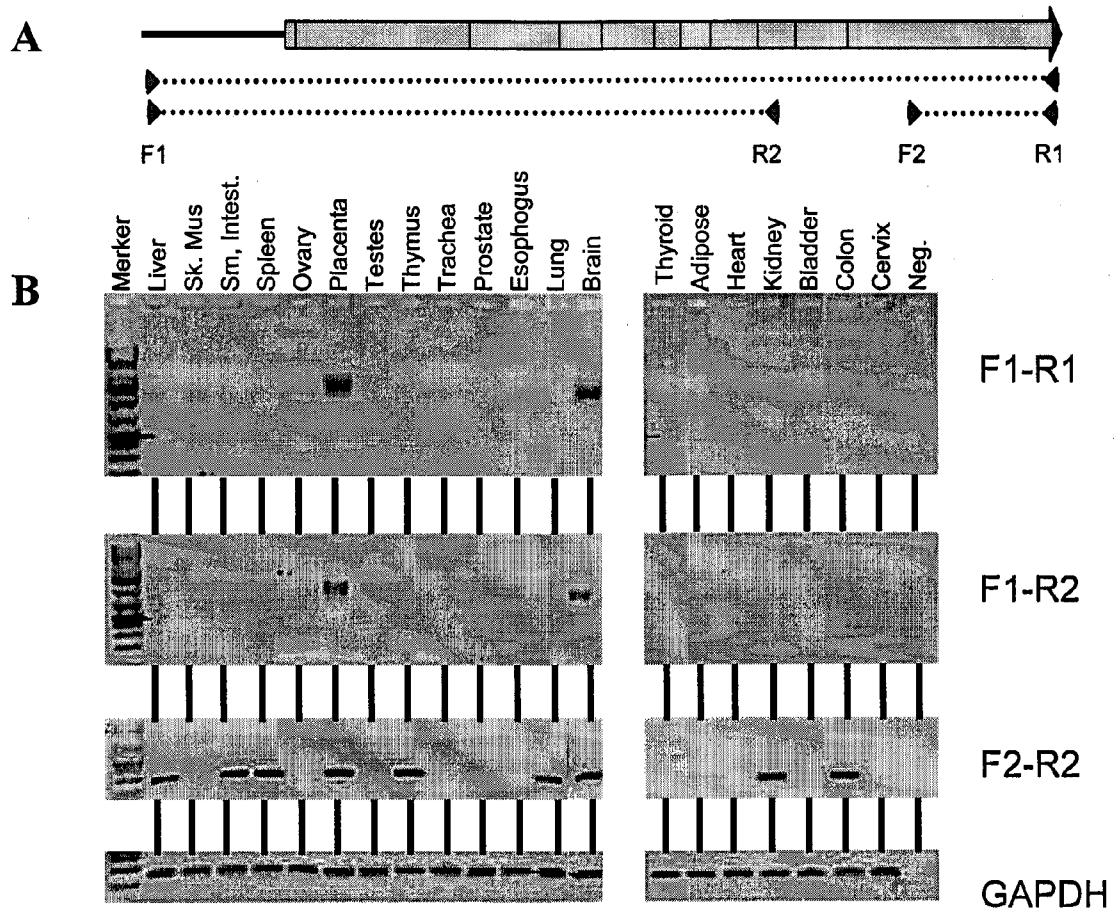 A
F1
R2
F2
R1
B
Merker
Liver
Sk. Mus
Sm, Intest.
Spleen
Ovary
Placenta
Testes
Thymus
Trachea
Prostate
Esophogus
Lung
Brain
Thyroid
Adipose
Heart
Kidney
Bladder
Colon
Cervix
Neg.
F1-R1
F1-R2
F2-R2
GAPDH